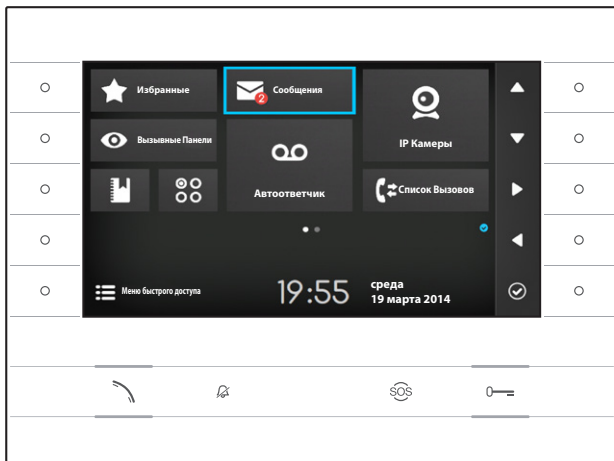 Избранные
Сообщения
2
Вызывные Панели
IP Камеры
Автоответчик
Список Вызовов
Меню быстрого доступа
19:55
среда
19 марта 2014
SOS